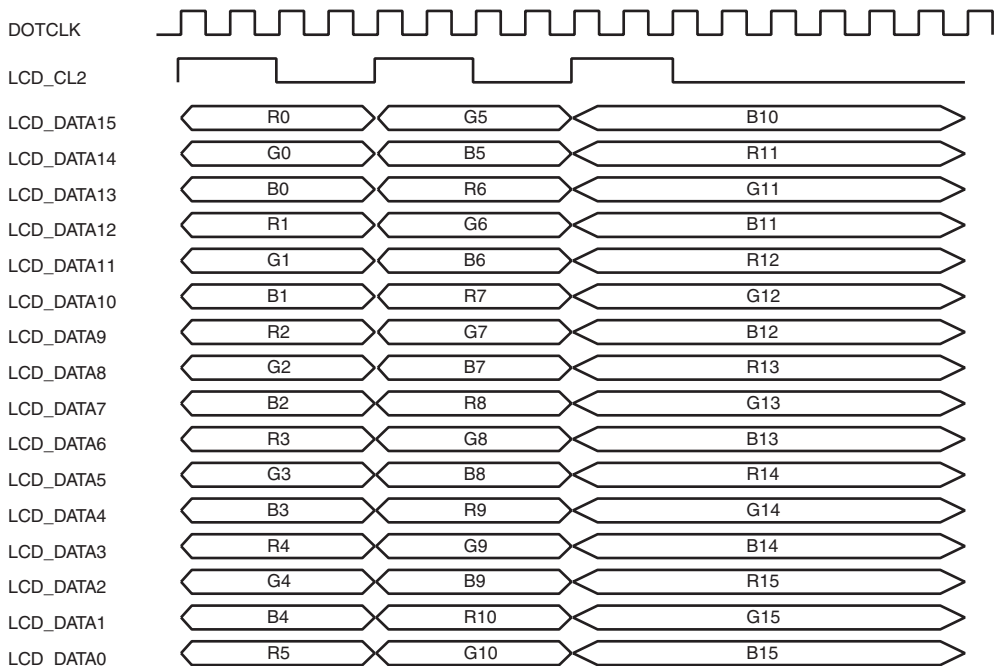 DOTCLK
LCD_CL2
LCD_DATA15 R0 G5 B10
LCD_DATA14 G0 B5 R11
LCD_DATA13 B0 R6 G11
LCD_DATA12 R1 G6 B11
LCD_DATA11 G1 B6 R12
LCD_DATA10 B1 R7 G12
LCD_DATA9 R2 G7 B12
LCD_DATA8 G2 B7 R13
LCD_DATA7 B2 R8 G13
LCD_DATA6 R3 G8 B13
LCD_DATA5 G3 B8 R14
LCD_DATA4 B3 R9 G14
LCD_DATA3 R4 G9 B14
LCD_DATA2 G4 B9 R15
LCD_DATA1 B4 R10 G15
LCD_DATA0 R5 G10 B15